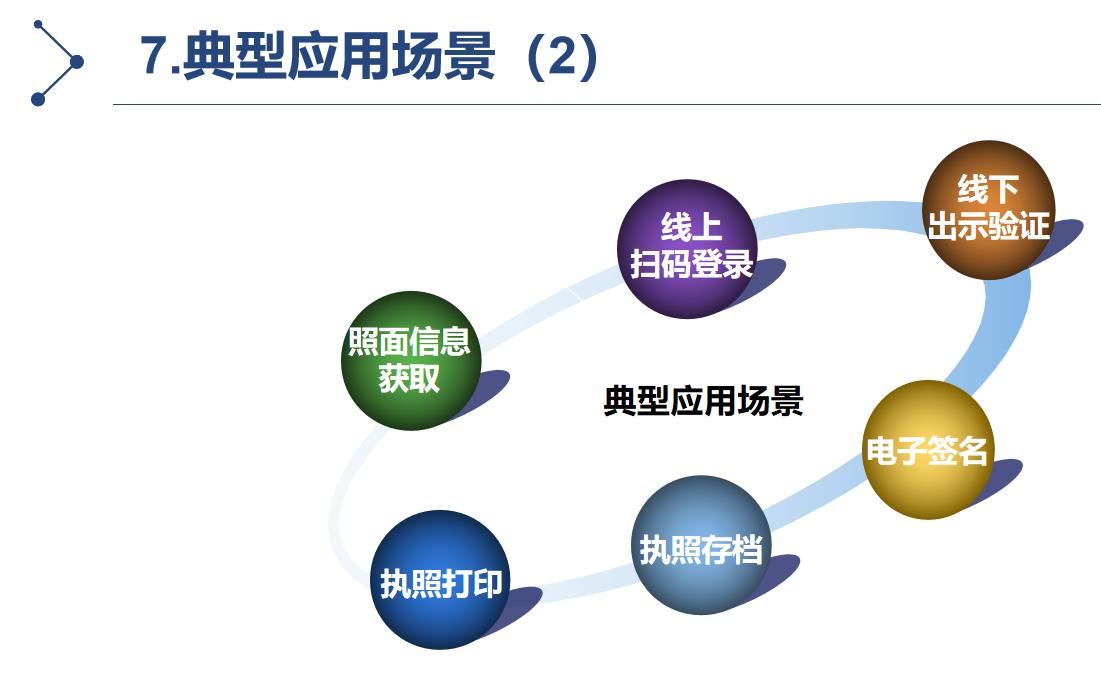 7.典型应用场景（2）
线下
出示验证
线上
扫码登录
照面信息
获取
典型应用场景
电子签名
执照存档
执照打印